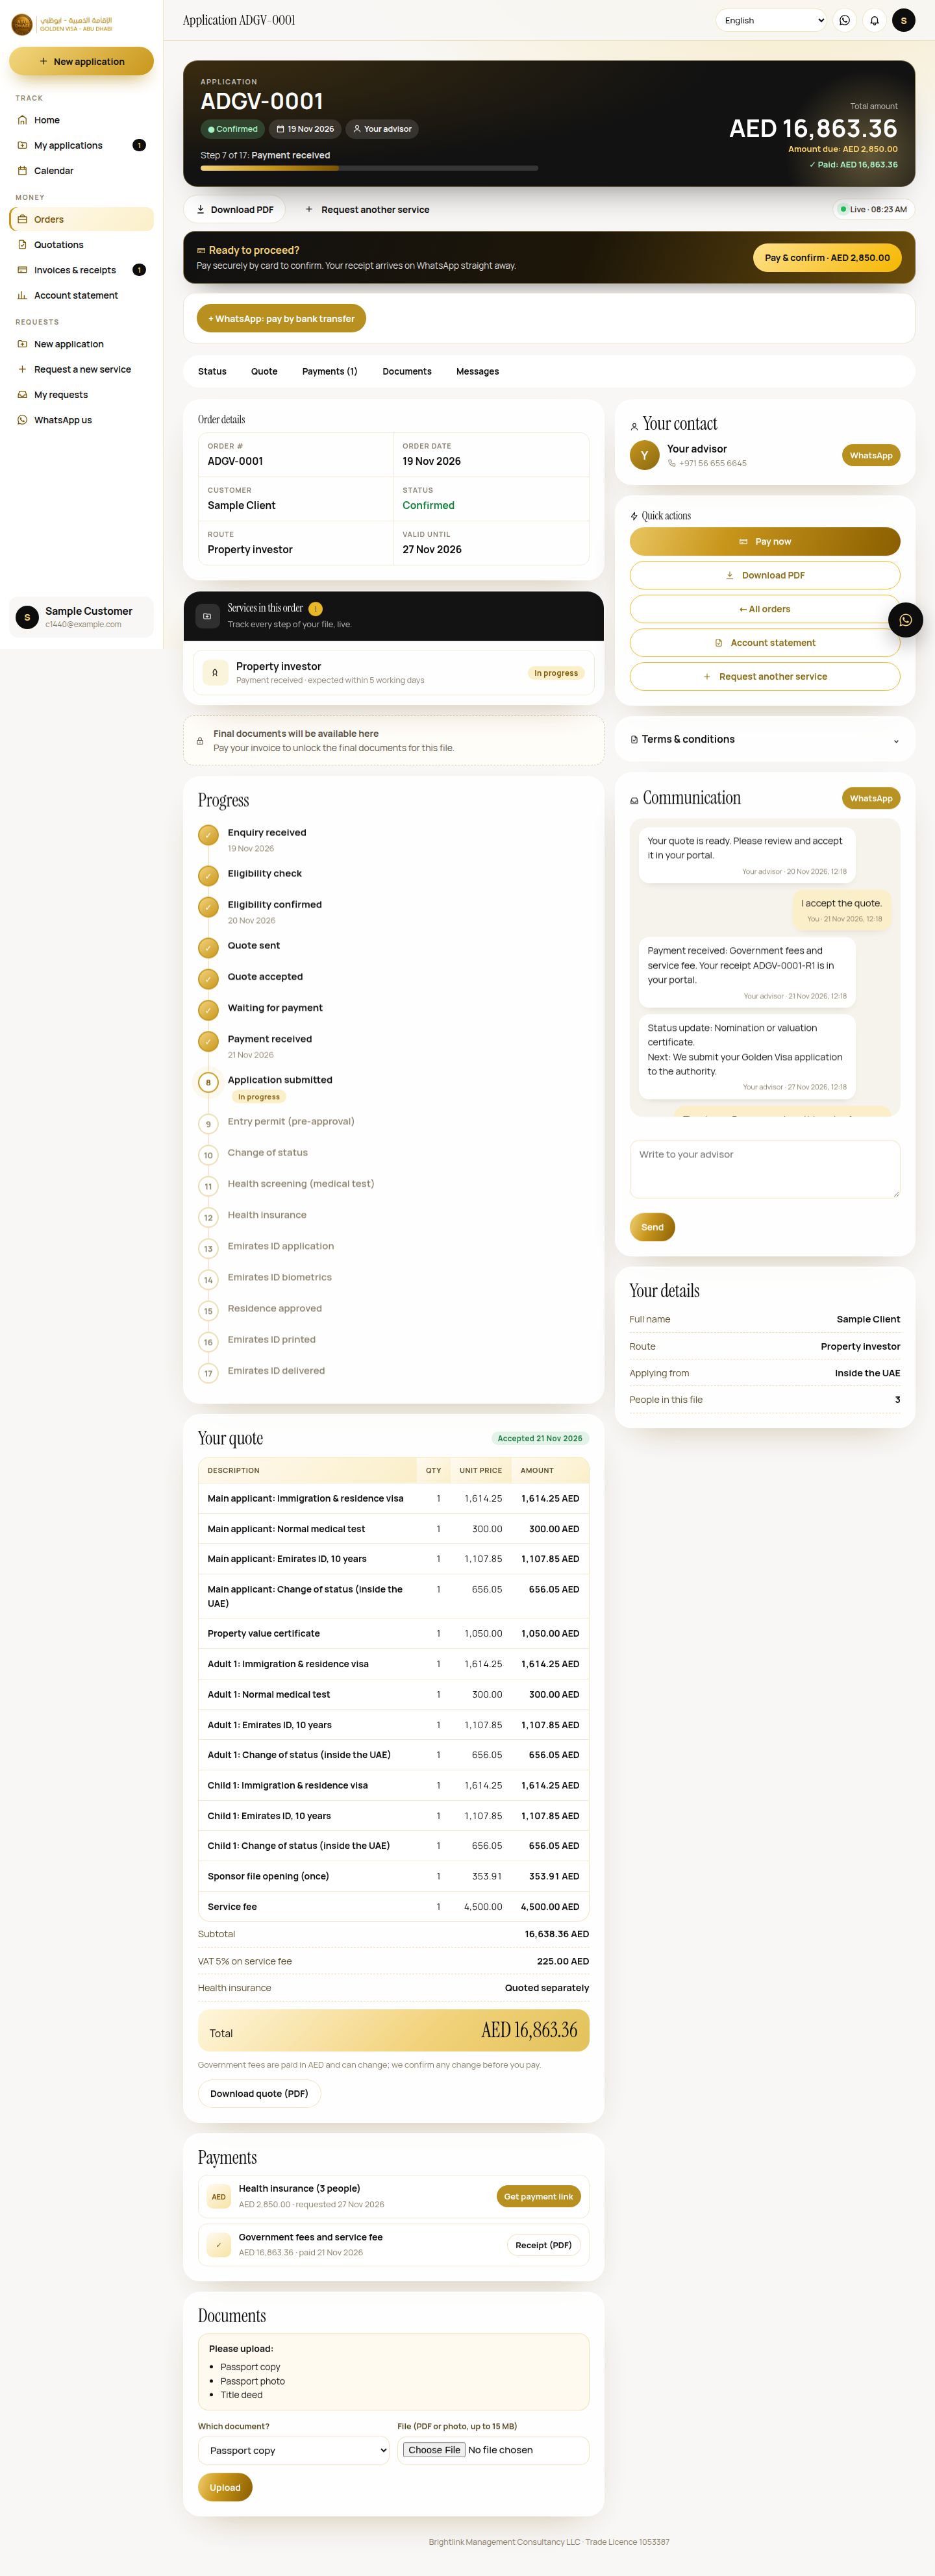 الإقامة الذهبية - أبوظبي
GOLDEN VISA - ABU DHABI
+ New application
TRACK
Home
My applications 1
Calendar
MONEY
Orders
Quotations
Invoices & receipts 1
Account statement
REQUESTS
New application
Request a new service
My requests
WhatsApp us
S
Sample Customer
c1440@example.com
Application ADGV-0001
English
S
APPLICATION
ADGV-0001
Confirmed
19 Nov 2026
Your advisor
Step 7 of 17: Payment received
Total amount
AED 16,863.36
Amount due: AED 2,850.00
✓ Paid: AED 16,863.36
Download PDF
+ Request another service
Live · 08:23 AM
Ready to proceed?
Pay securely by card to confirm. Your receipt arrives on WhatsApp straight away.
Pay & confirm · AED 2,850.00
+ WhatsApp: pay by bank transfer
Status
Quote
Payments (1)
Documents
Messages
Order details
ORDER #
ADGV-0001
ORDER DATE
19 Nov 2026
CUSTOMER
Sample Client
STATUS
Confirmed
ROUTE
Property investor
VALID UNTIL
27 Nov 2026
Services in this order 1
Track every step of your file, live.
Property investor
Payment received · expected within 5 working days
In progress
Final documents will be available here
Pay your invoice to unlock the final documents for this file.
Progress
✓ Enquiry received
19 Nov 2026
✓ Eligibility check
✓ Eligibility confirmed
20 Nov 2026
✓ Quote sent
✓ Quote accepted
✓ Waiting for payment
✓ Payment received
21 Nov 2026
8 Application submitted
In progress
9 Entry permit (pre-approval)
10 Change of status
11 Health screening (medical test)
12 Health insurance
13 Emirates ID application
14 Emirates ID biometrics
15 Residence approved
16 Emirates ID printed
17 Emirates ID delivered
Your quote
Accepted 21 Nov 2026
DESCRIPTION QTY UNIT PRICE AMOUNT
Main applicant: Immigration & residence visa 1 1,614.25 1,614.25 AED
Main applicant: Normal medical test 1 300.00 300.00 AED
Main applicant: Emirates ID, 10 years 1 1,107.85 1,107.85 AED
Main applicant: Change of status (inside the UAE) 1 656.05 656.05 AED
Property value certificate 1 1,050.00 1,050.00 AED
Adult 1: Immigration & residence visa 1 1,614.25 1,614.25 AED
Adult 1: Normal medical test 1 300.00 300.00 AED
Adult 1: Emirates ID, 10 years 1 1,107.85 1,107.85 AED
Adult 1: Change of status (inside the UAE) 1 656.05 656.05 AED
Child 1: Immigration & residence visa 1 1,614.25 1,614.25 AED
Child 1: Emirates ID, 10 years 1 1,107.85 1,107.85 AED
Child 1: Change of status (inside the UAE) 1 656.05 656.05 AED
Sponsor file opening (once) 1 353.91 353.91 AED
Service fee 1 4,500.00 4,500.00 AED
Subtotal 16,638.36 AED
VAT 5% on service fee 225.00 AED
Health insurance Quoted separately
Total AED 16,863.36
Government fees are paid in AED and can change; we confirm any change before you pay.
Download quote (PDF)
Payments
AED
Health insurance (3 people)
AED 2,850.00 · requested 27 Nov 2026
Get payment link
✓
Government fees and service fee
AED 16,863.36 · paid 21 Nov 2026
Receipt (PDF)
Documents
Please upload:
• Passport copy
• Passport photo
• Title deed
Which document?
Passport copy
File (PDF or photo, up to 15 MB)
Choose File No file chosen
Upload
Your contact
Y
Your advisor
+971 56 655 6645
WhatsApp
Quick actions
Pay now
Download PDF
← All orders
Account statement
+ Request another service
Terms & conditions
Communication
WhatsApp
Your quote is ready. Please review and accept
it in your portal.
Your advisor · 20 Nov 2026, 12:18
I accept the quote.
You · 21 Nov 2026, 12:18
Payment received: Government fees and
service fee. Your receipt ADGV-0001-R1 is in
your portal.
Your advisor · 21 Nov 2026, 12:18
Status update: Nomination or valuation
certificate.
Next: We submit your Golden Visa application
to the authority.
Your advisor · 27 Nov 2026, 12:18
Write to your advisor
Send
Your details
Full name Sample Client
Route Property investor
Applying from Inside the UAE
People in this file 3
Brightlink Management Consultancy LLC · Trade Licence 1053387